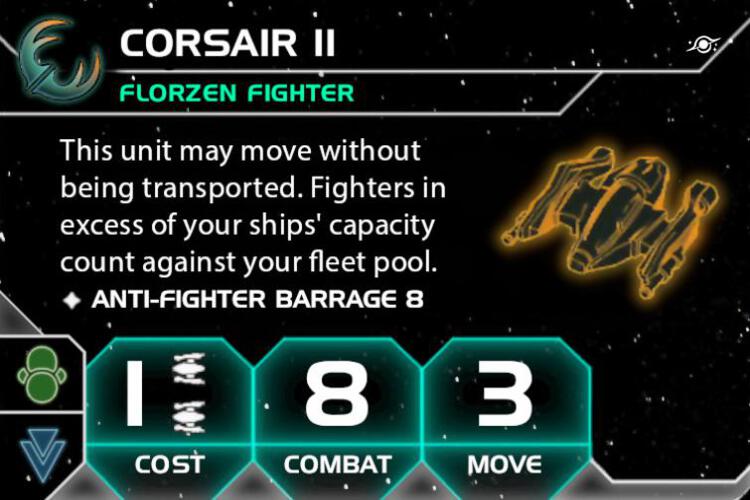 CORSAIR II
FLORZEN FIGHTER
This unit may move without
being transported. Fighters in
excess of your ships' capacity
count against your fleet pool.
ANTI-FIGHTER BARRAGE 8
1 8 3
COST COMBAT MOVE